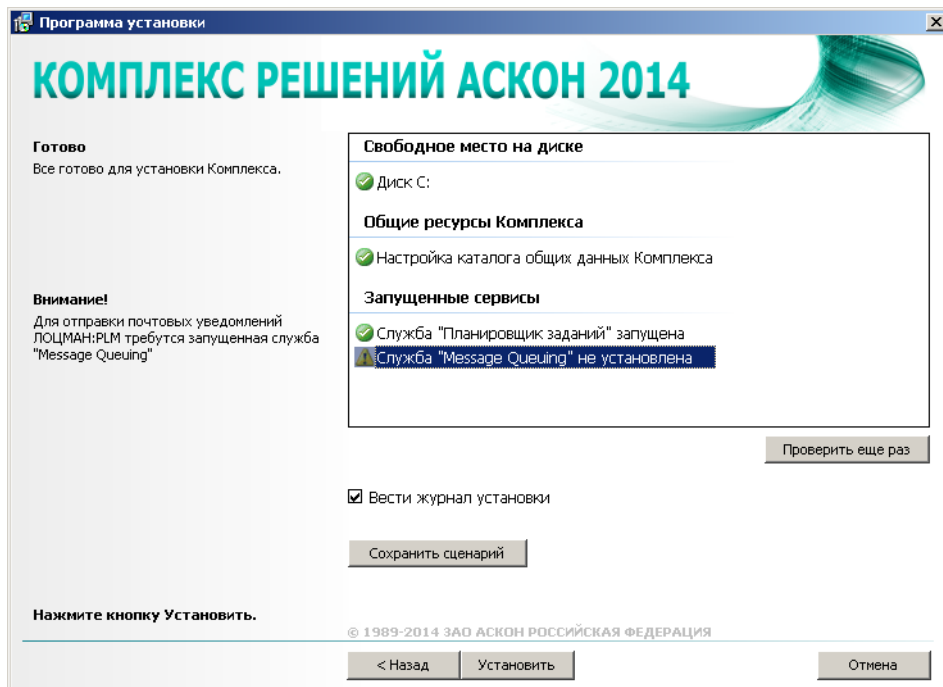 Программа установки
КОМПЛЕКС РЕШЕНИЙ АСКОН 2014
Готово
Все готово для установки Комплекса.
Внимание!
Для отправки почтовых уведомлений
ЛОЦМАН:PLM требутся запущенная служба
"Message Queuing"
Свободное место на диске
Диск C:
Общие ресурсы Комплекса
Настройка каталога общих данных Комплекса
Запущенные сервисы
Служба "Планировщик заданий" запущена
Служба "Message Queuing" не установлена
Проверить еще раз
Вести журнал установки
Сохранить сценарий
Нажмите кнопку Установить.
© 1989-2014 ЗАО АСКОН РОССИЙСКАЯ ФЕДЕРАЦИЯ
< Назад
Установить
Отмена